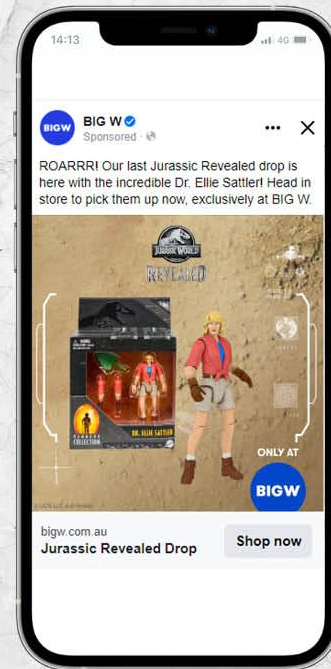 14:13
4G
BIG W
BIGW
Sponsored ·
ROARRR! Our last Jurassic Revealed drop is
here with the incredible Dr. Ellie Sattler! Head in
store to pick them up now, exclusively at BIG W.
JURASSIC WORLD
REVEALED
COLLECTION
DR. ELLIE SATTLER
ONLY AT
BIGW
bigw.com.au
Jurassic Revealed Drop
Shop now